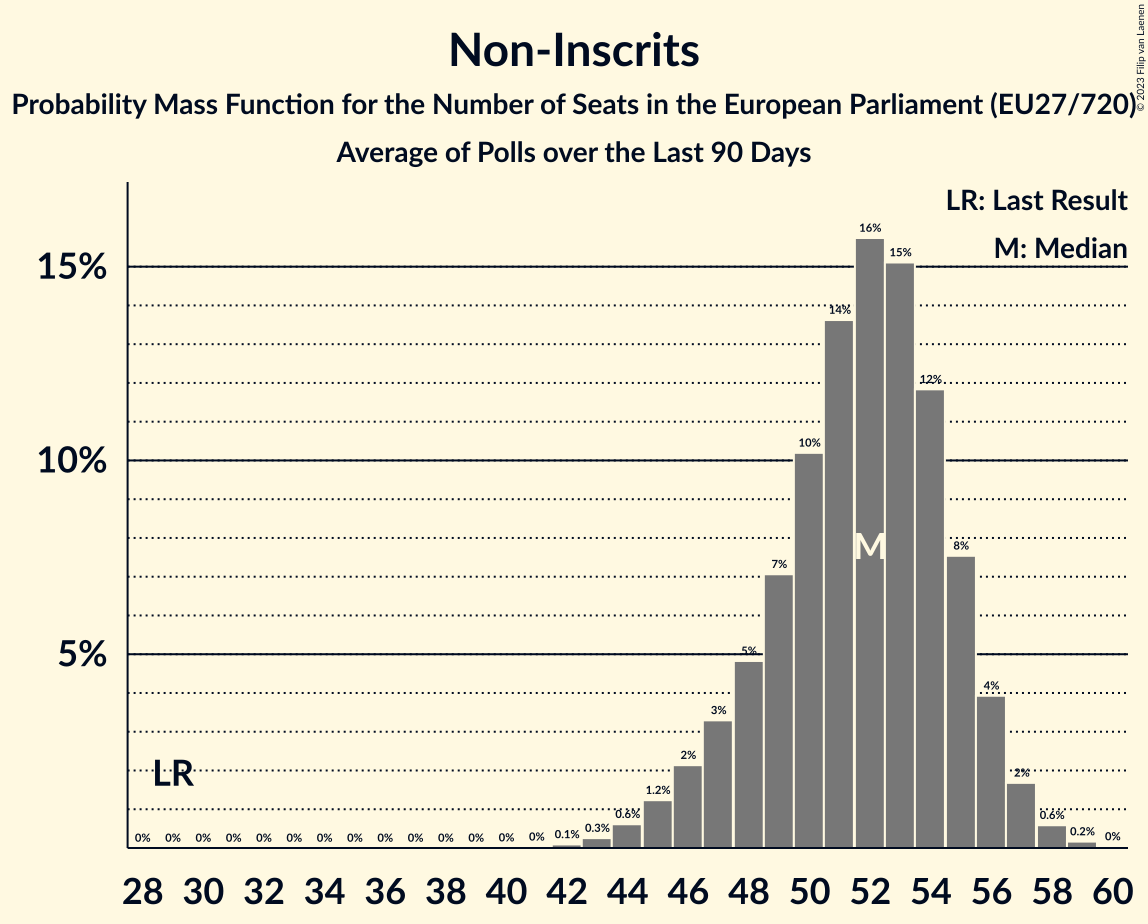 © 2023 Filip van Laenen
Non-Inscrits
Probability Mass Function for the Number of Seats in the European Parliament (EU27/720)
Average of Polls over the Last 90 Days
LR: Last Result
M: Median
15%
10%
5%
0% 0% 0% 0% 0% 0% 0% 0% 0% 0% 0% 0% 0% 0% 0.1% 0.3% 0.6% 1.2% 2% 3% 5% 7% 10% 14% 16% 15% 12% 8% 4% 2% 0.6% 0.2% 0%
LR
M
28 30 32 34 36 38 40 42 44 46 48 50 52 54 56 58 60